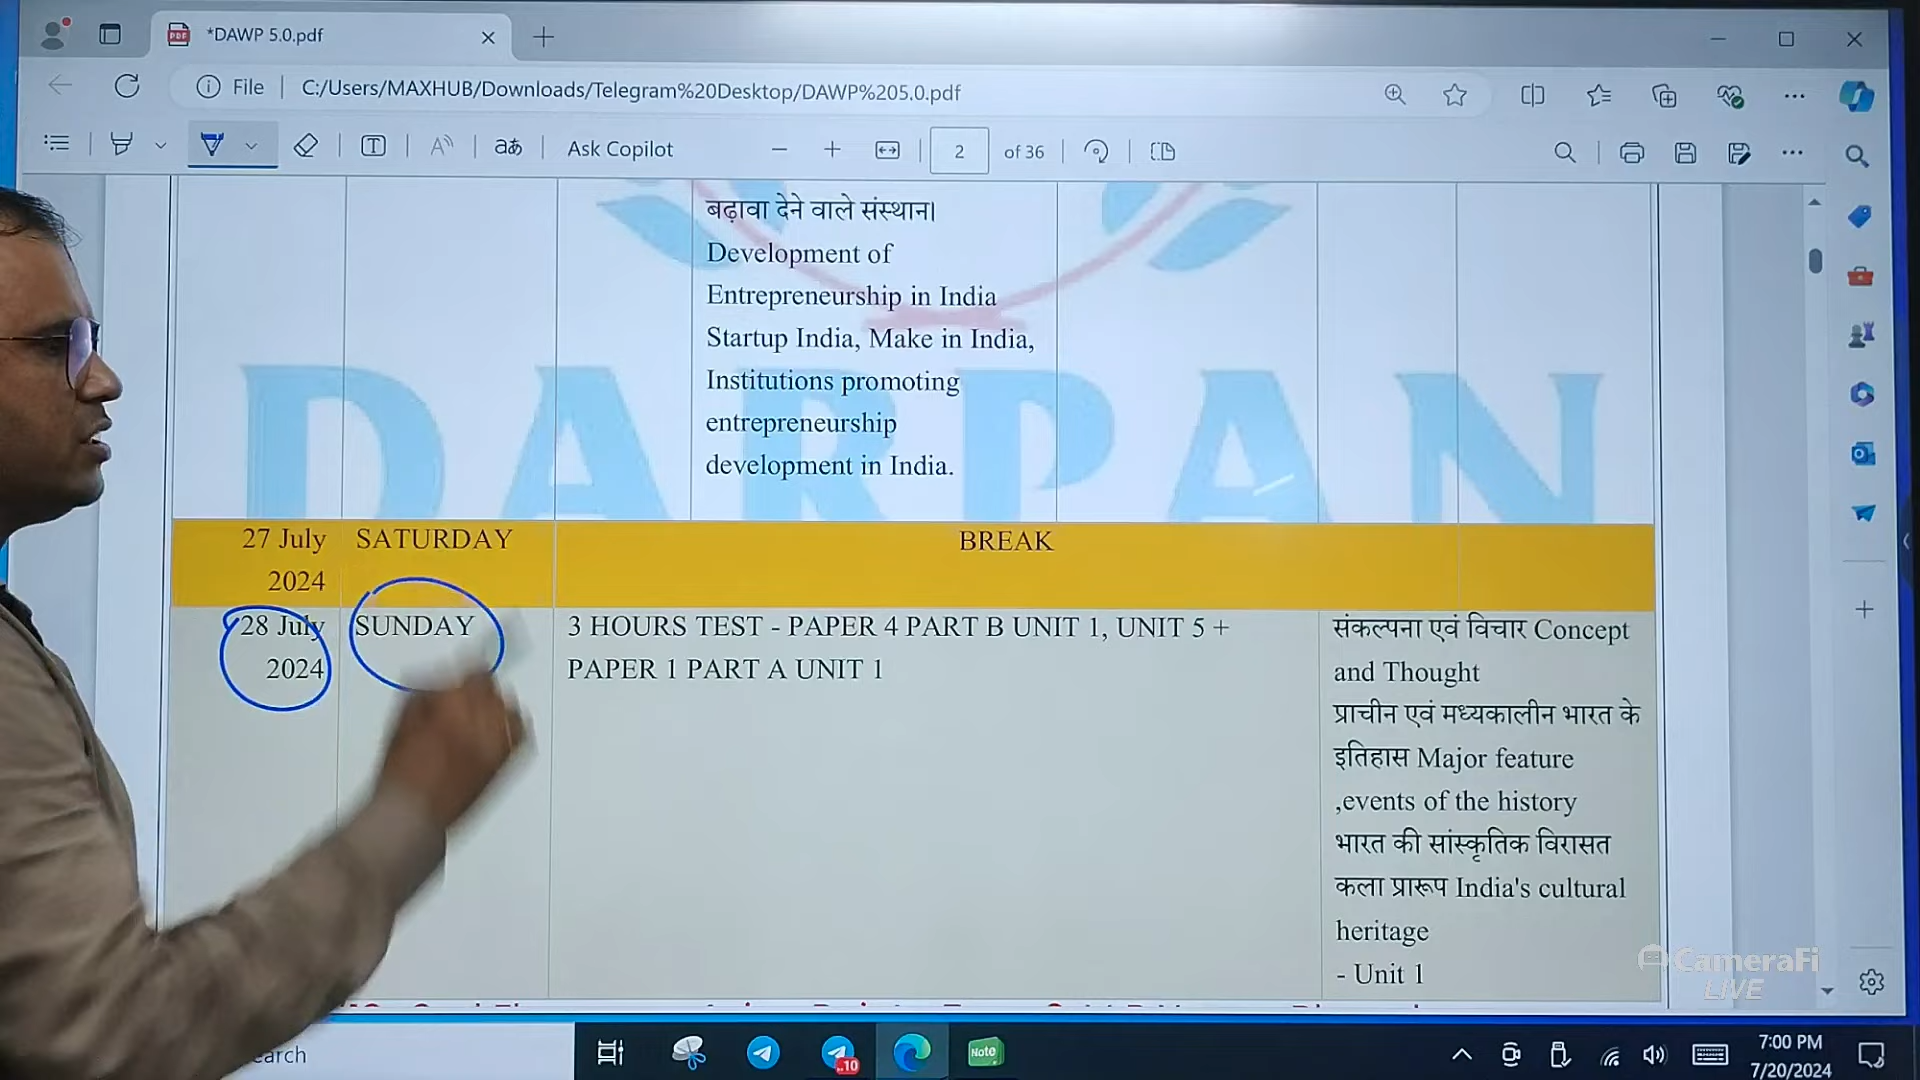 *DAWP 5.0.pdf
File C:/Users/MAXHUB/Downloads/Telegram%20Desktop/DAWP%205.0.pdf
Ask Copilot
2 of 36
बढ़ावा देने वाले संस्थान।
Development of
Entrepreneurship in India
Startup India, Make in India,
Institutions promoting
entrepreneurship
development in India.
DARPAN
27 July
2024
SATURDAY
BREAK
28 July
2024
SUNDAY
3 HOURS TEST - PAPER 4 PART B UNIT 1, UNIT 5 +
PAPER 1 PART A UNIT 1
संकल्पना एवं विचार Concept
and Thought
प्राचीन एवं मध्यकालीन भारत के
इतिहास Major feature
,events of the history
भारत की सांस्कृतिक विरासत
कला प्रारूप India's cultural
heritage
- Unit 1
CameraFi
LIVE
earch
10
Note
7:00 PM
7/20/2024